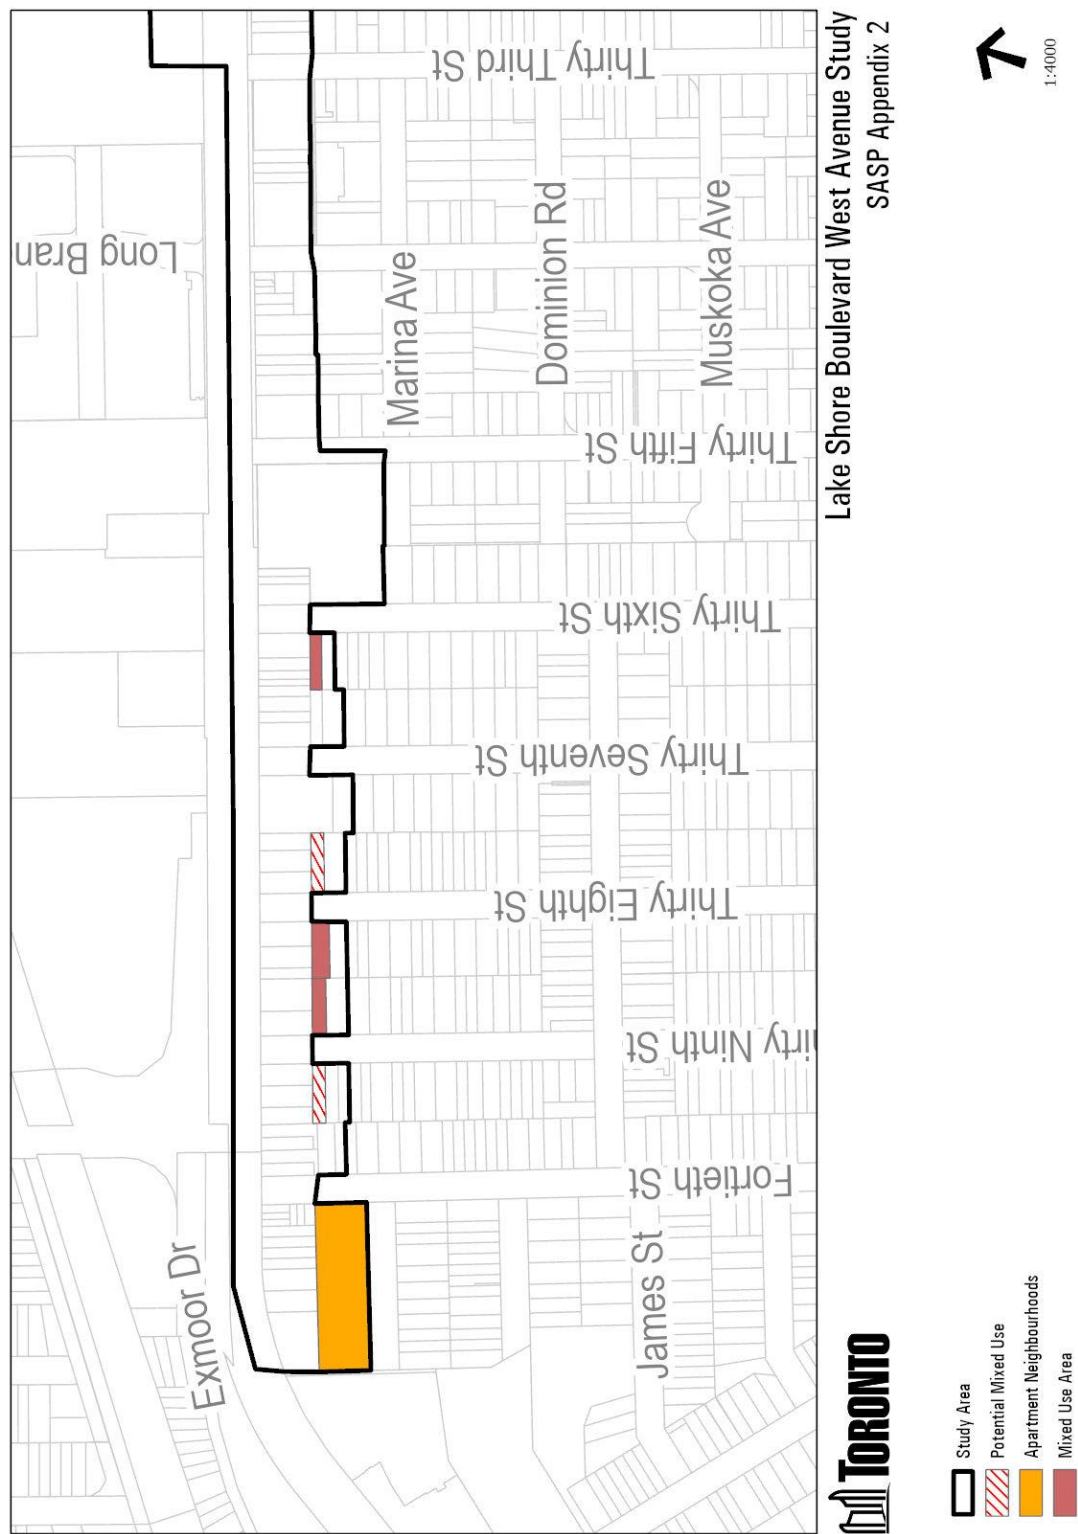 Long Bran
Thirty Third St
Marina Ave
Dominion Rd
Muskoka Ave
Thirty Fifth St
Thirty Sixth St
Thirty Seventh St
Thirty Eighth St
irty Ninth St
Fortieth St
Exmoor Dr
James St
Lake Shore Boulevard West Avenue Study
SASP Appendix 2
1:4000
TORONTO
Study Area
Potential Mixed Use
Apartment Neighbourhoods
Mixed Use Area